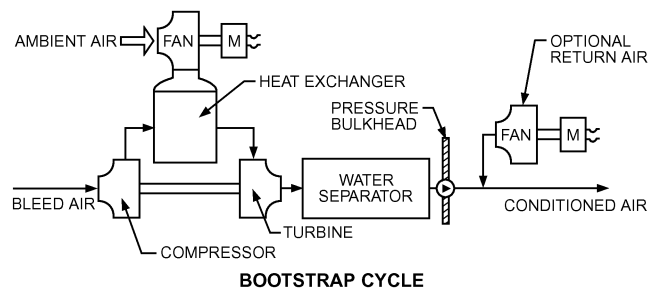 AMBIENT AIR
FAN
M
HEAT EXCHANGER
PRESSURE
BULKHEAD
OPTIONAL
RETURN AIR
FAN
M
BLEED AIR
COMPRESSOR
TURBINE
WATER
SEPARATOR
CONDITIONED AIR
BOOTSTRAP CYCLE